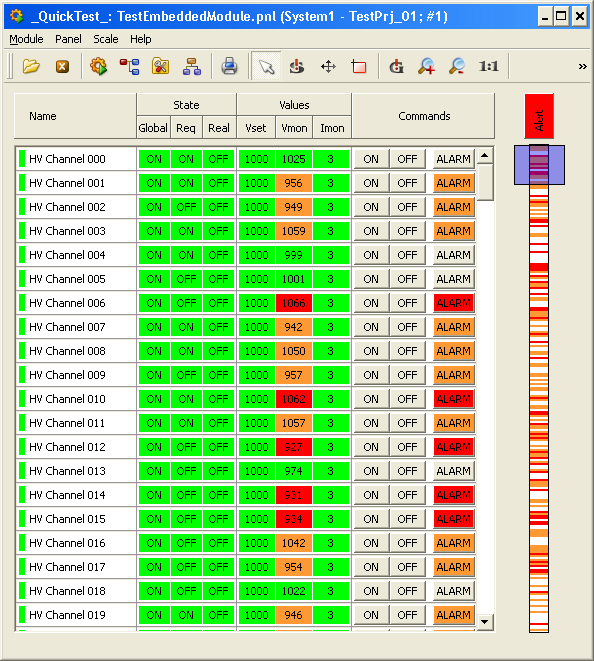 _QuickTest_: TestEmbeddedModule.pnl (System1 - TestPrj_01; #1)
Module Panel Scale Help
1:1 »
Name State Values Commands Alert
Global Req Real Vset Vmon Imon
HV Channel 000 ON ON OFF 1000 1025 3 ON OFF ALARM
HV Channel 001 ON ON OFF 1000 956 3 ON OFF ALARM
HV Channel 002 ON OFF OFF 1000 949 3 ON OFF ALARM
HV Channel 003 ON ON OFF 1000 1059 3 ON OFF ALARM
HV Channel 004 ON ON OFF 1000 999 3 ON OFF ALARM
HV Channel 005 ON OFF OFF 1000 1001 3 ON OFF ALARM
HV Channel 006 ON OFF OFF 1000 1066 3 ON OFF ALARM
HV Channel 007 ON ON OFF 1000 942 3 ON OFF ALARM
HV Channel 008 ON ON OFF 1000 1050 3 ON OFF ALARM
HV Channel 009 ON OFF OFF 1000 957 3 ON OFF ALARM
HV Channel 010 ON ON OFF 1000 1062 3 ON OFF ALARM
HV Channel 011 ON ON OFF 1000 1057 3 ON OFF ALARM
HV Channel 012 ON OFF OFF 1000 927 3 ON OFF ALARM
HV Channel 013 ON OFF OFF 1000 974 3 ON OFF ALARM
HV Channel 014 ON ON OFF 1000 931 3 ON OFF ALARM
HV Channel 015 ON OFF OFF 1000 934 3 ON OFF ALARM
HV Channel 016 ON OFF OFF 1000 1042 3 ON OFF ALARM
HV Channel 017 ON OFF OFF 1000 954 3 ON OFF ALARM
HV Channel 018 ON OFF OFF 1000 1022 3 ON OFF ALARM
HV Channel 019 ON ON OFF 1000 946 3 ON OFF ALARM